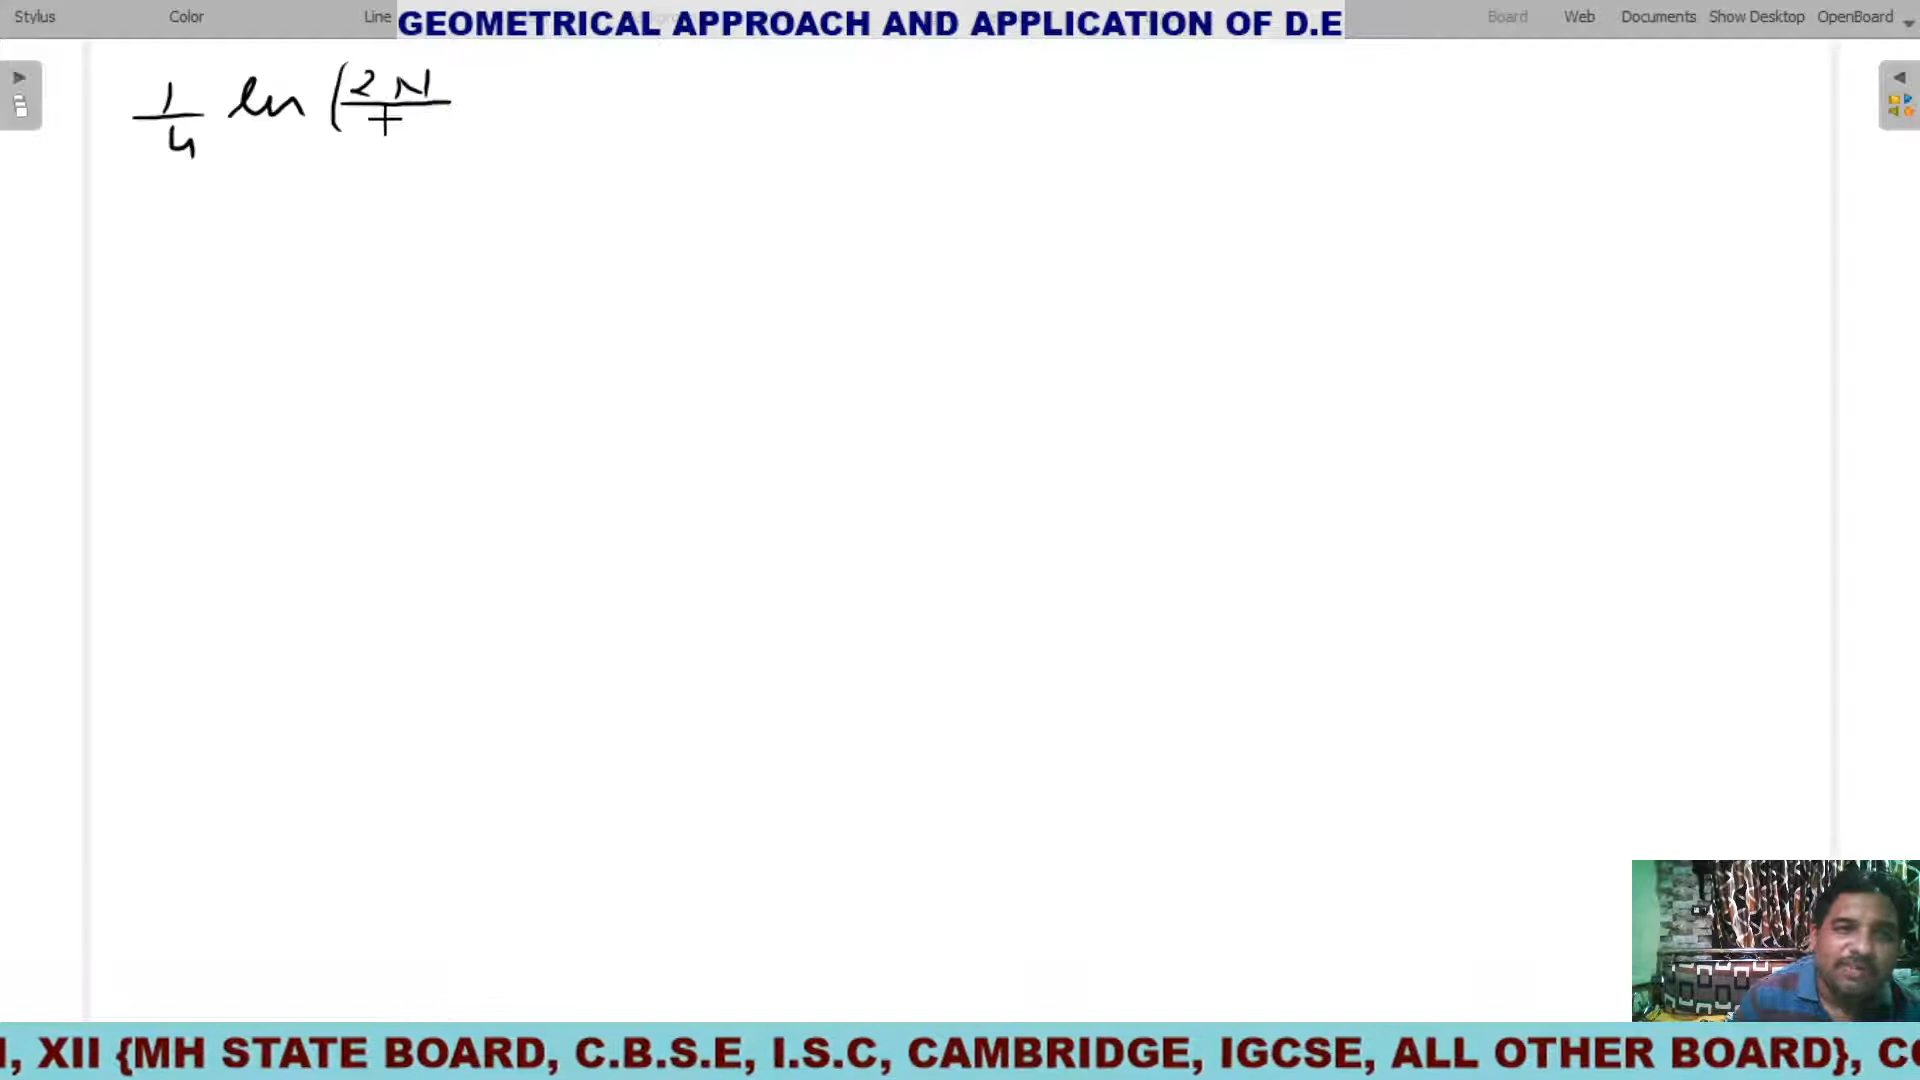 Stylus Color Line GEOMETRICAL APPROACH AND APPLICATION OF D.E Board Web Documents Show Desktop OpenBoard
1/4 ln (2N/+
, XII {MH STATE BOARD, C.B.S.E, I.S.C, CAMBRIDGE, IGCSE, ALL OTHER BOARD}, C